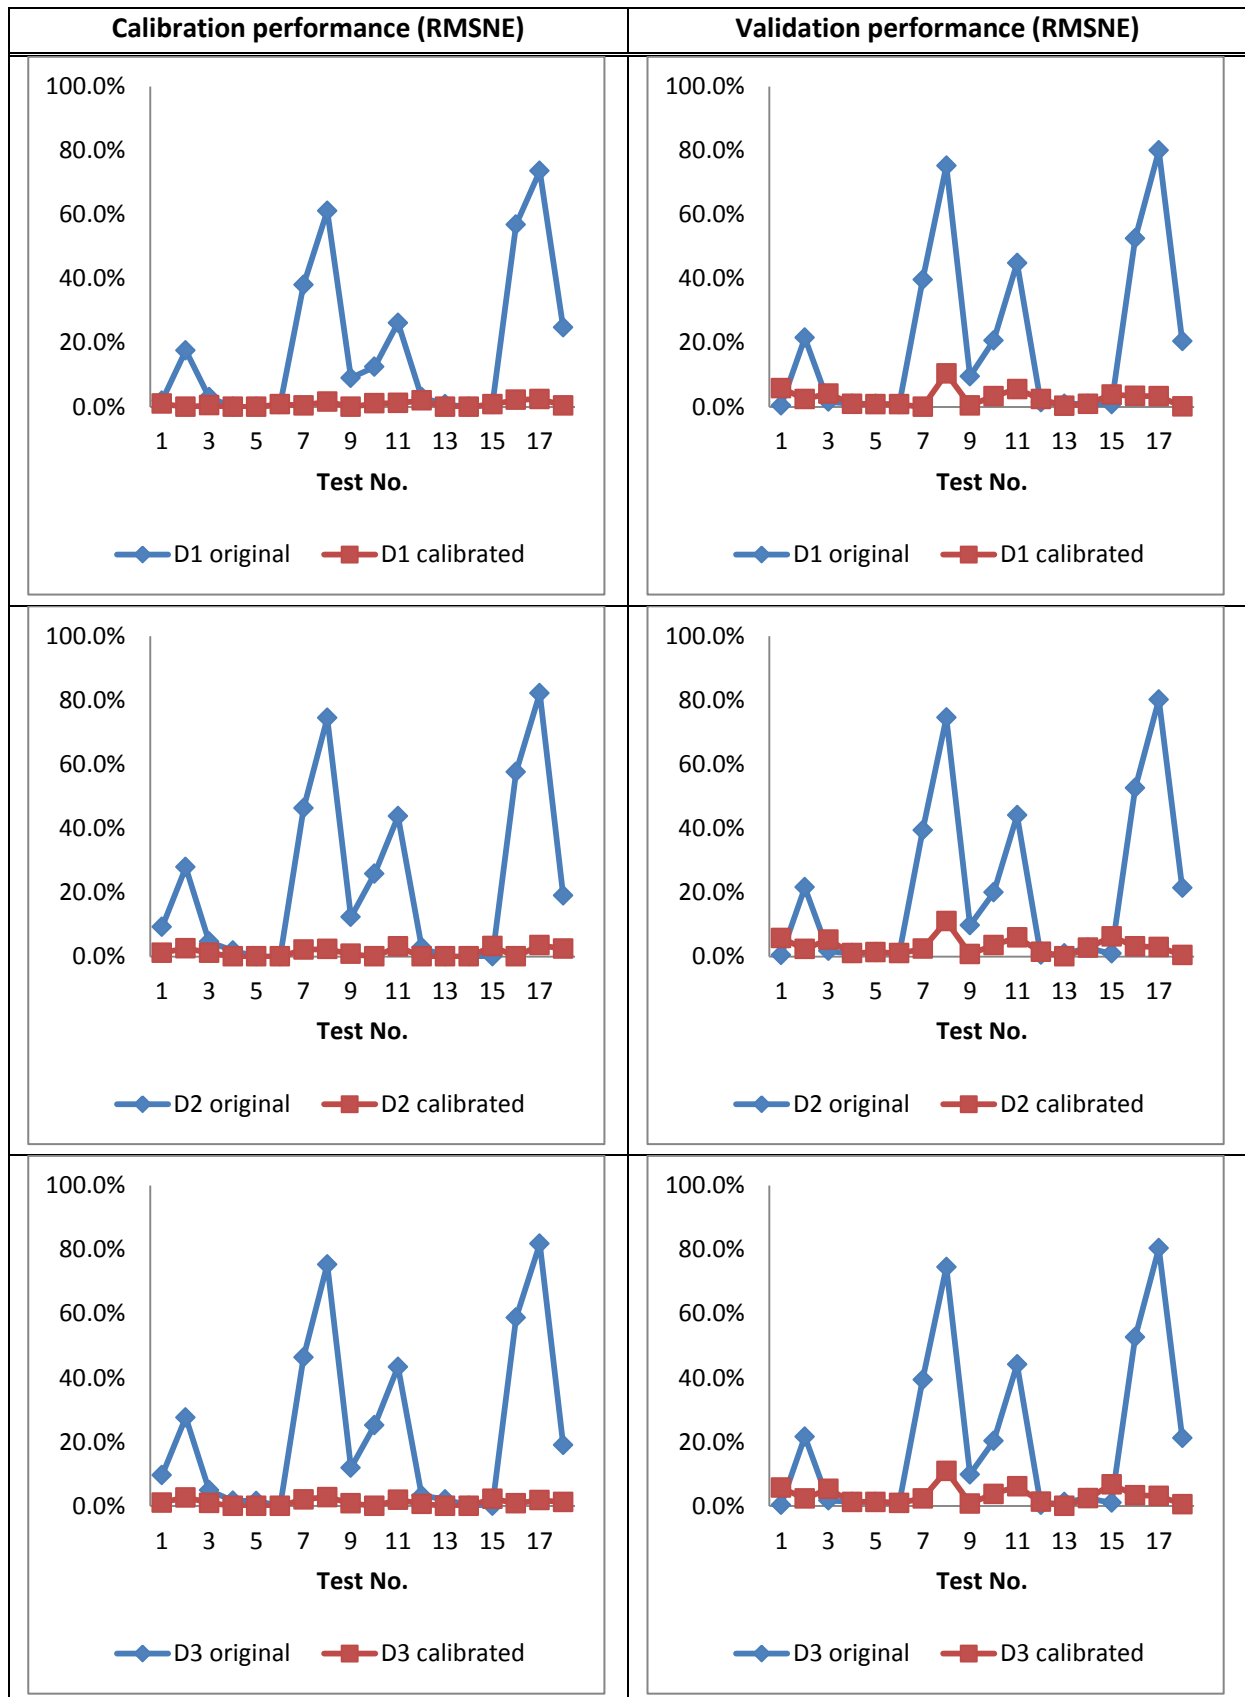 Calibration performance (RMSNE)
Validation performance (RMSNE)
100.0%
80.0%
60.0%
40.0%
20.0%
0.0%
1 3 5 7 9 11 13 15 17
Test No.
D1 original D1 calibrated
100.0%
80.0%
60.0%
40.0%
20.0%
0.0%
1 3 5 7 9 11 13 15 17
Test No.
D1 original D1 calibrated
100.0%
80.0%
60.0%
40.0%
20.0%
0.0%
1 3 5 7 9 11 13 15 17
Test No.
D2 original D2 calibrated
100.0%
80.0%
60.0%
40.0%
20.0%
0.0%
1 3 5 7 9 11 13 15 17
Test No.
D2 original D2 calibrated
100.0%
80.0%
60.0%
40.0%
20.0%
0.0%
1 3 5 7 9 11 13 15 17
Test No.
D3 original D3 calibrated
100.0%
80.0%
60.0%
40.0%
20.0%
0.0%
1 3 5 7 9 11 13 15 17
Test No.
D3 original D3 calibrated